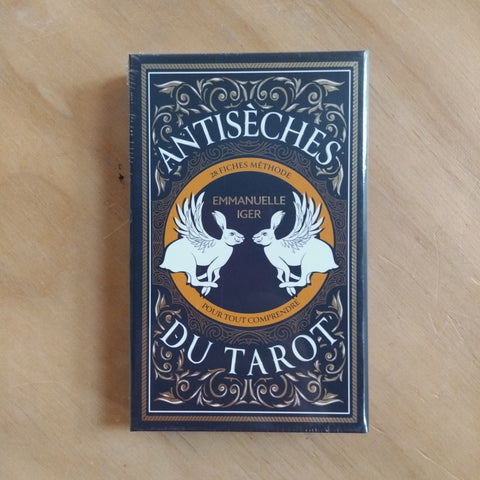 ANTISÈCHES
28 FICHES MÉTHODE
EMMANUELLE
IGER
POUR TOUT COMPRENDRE
DU TAROT